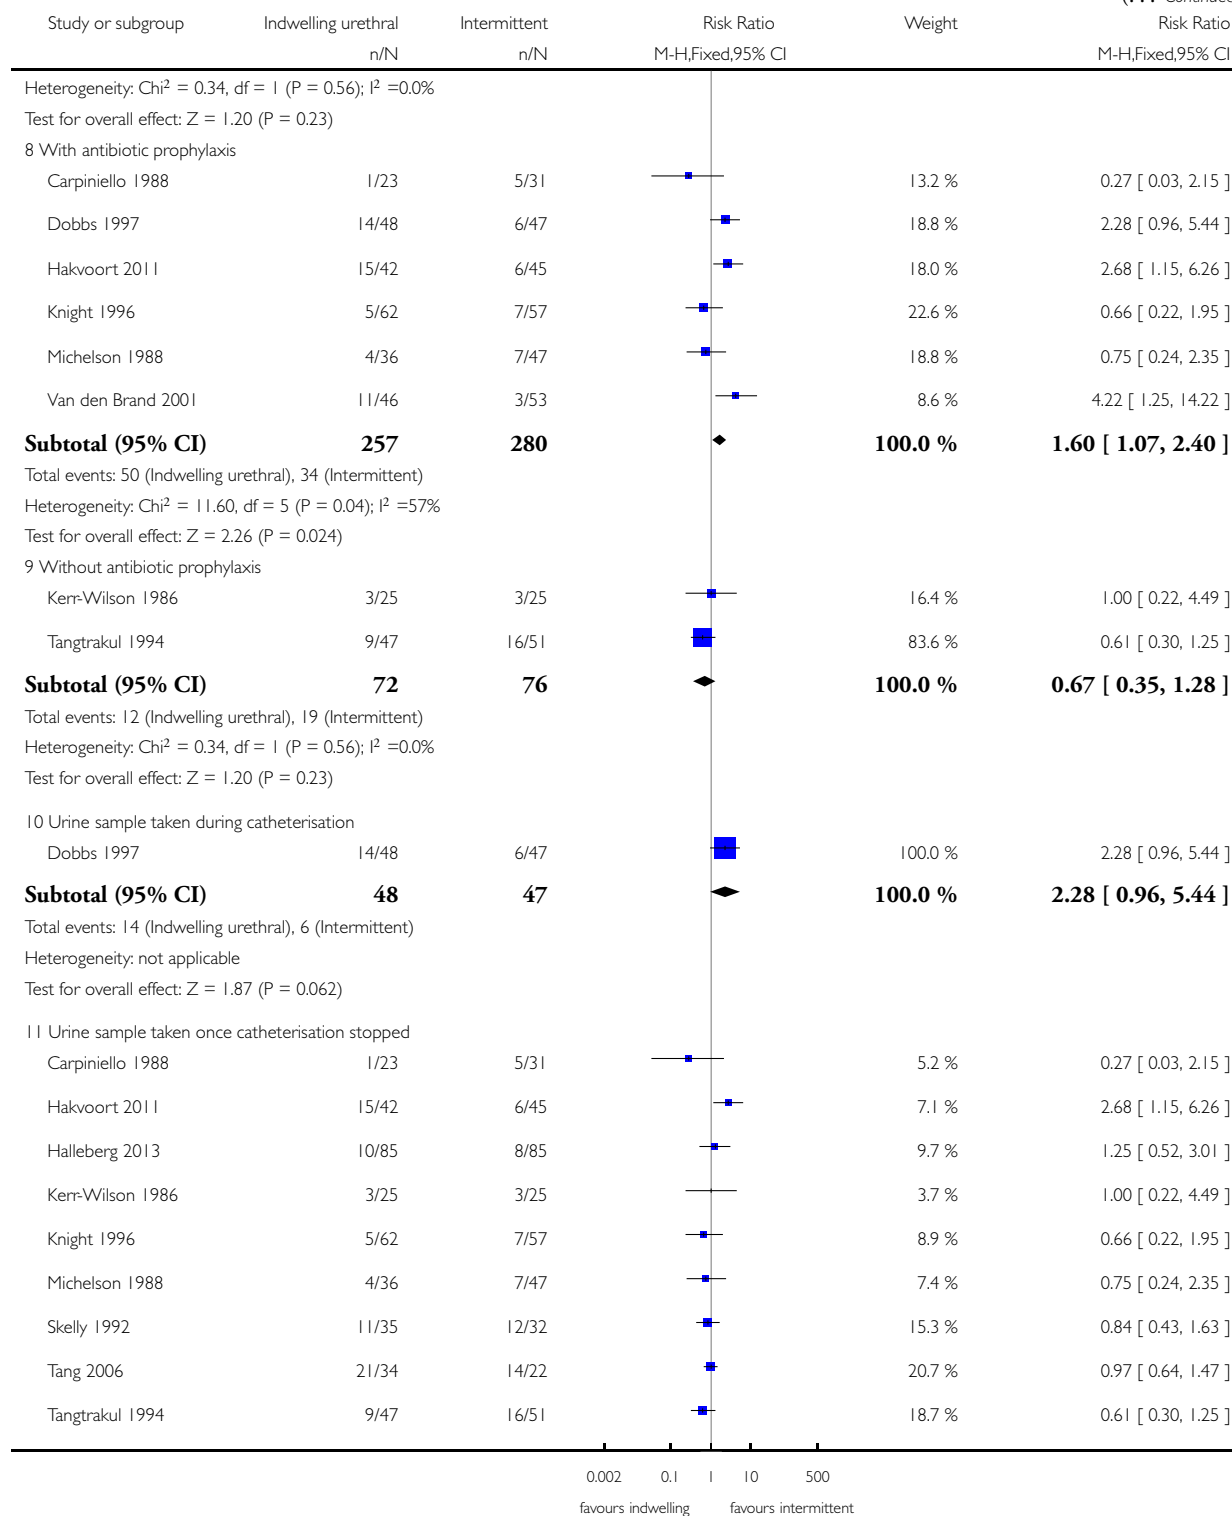 (... Continued
Study or subgroup Indwelling urethral Intermittent Risk Ratio Weight Risk Ratio
n/N n/N M-H,Fixed,95% CI M-H,Fixed,95% CI
Heterogeneity: Chi² = 0.34, df = 1 (P = 0.56); I² =0.0%
Test for overall effect: Z = 1.20 (P = 0.23)
8 With antibiotic prophylaxis
Carpiniello 1988 1/23 5/31 13.2 % 0.27 [ 0.03, 2.15 ]
Dobbs 1997 14/48 6/47 18.8 % 2.28 [ 0.96, 5.44 ]
Hakvoort 2011 15/42 6/45 18.0 % 2.68 [ 1.15, 6.26 ]
Knight 1996 5/62 7/57 22.6 % 0.66 [ 0.22, 1.95 ]
Michelson 1988 4/36 7/47 18.8 % 0.75 [ 0.24, 2.35 ]
Van den Brand 2001 11/46 3/53 8.6 % 4.22 [ 1.25, 14.22 ]
Subtotal (95% CI) 257 280 100.0 % 1.60 [ 1.07, 2.40 ]
Total events: 50 (Indwelling urethral), 34 (Intermittent)
Heterogeneity: Chi² = 11.60, df = 5 (P = 0.04); I² =57%
Test for overall effect: Z = 2.26 (P = 0.024)
9 Without antibiotic prophylaxis
Kerr-Wilson 1986 3/25 3/25 16.4 % 1.00 [ 0.22, 4.49 ]
Tangtrakul 1994 9/47 16/51 83.6 % 0.61 [ 0.30, 1.25 ]
Subtotal (95% CI) 72 76 100.0 % 0.67 [ 0.35, 1.28 ]
Total events: 12 (Indwelling urethral), 19 (Intermittent)
Heterogeneity: Chi² = 0.34, df = 1 (P = 0.56); I² =0.0%
Test for overall effect: Z = 1.20 (P = 0.23)
10 Urine sample taken during catheterisation
Dobbs 1997 14/48 6/47 100.0 % 2.28 [ 0.96, 5.44 ]
Subtotal (95% CI) 48 47 100.0 % 2.28 [ 0.96, 5.44 ]
Total events: 14 (Indwelling urethral), 6 (Intermittent)
Heterogeneity: not applicable
Test for overall effect: Z = 1.87 (P = 0.062)
11 Urine sample taken once catheterisation stopped
Carpiniello 1988 1/23 5/31 5.2 % 0.27 [ 0.03, 2.15 ]
Hakvoort 2011 15/42 6/45 7.1 % 2.68 [ 1.15, 6.26 ]
Halleberg 2013 10/85 8/85 9.7 % 1.25 [ 0.52, 3.01 ]
Kerr-Wilson 1986 3/25 3/25 3.7 % 1.00 [ 0.22, 4.49 ]
Knight 1996 5/62 7/57 8.9 % 0.66 [ 0.22, 1.95 ]
Michelson 1988 4/36 7/47 7.4 % 0.75 [ 0.24, 2.35 ]
Skelly 1992 11/35 12/32 15.3 % 0.84 [ 0.43, 1.63 ]
Tang 2006 21/34 14/22 20.7 % 0.97 [ 0.64, 1.47 ]
Tangtrakul 1994 9/47 16/51 18.7 % 0.61 [ 0.30, 1.25 ]
0.002 0.1 1 10 500
favours indwelling favours intermittent